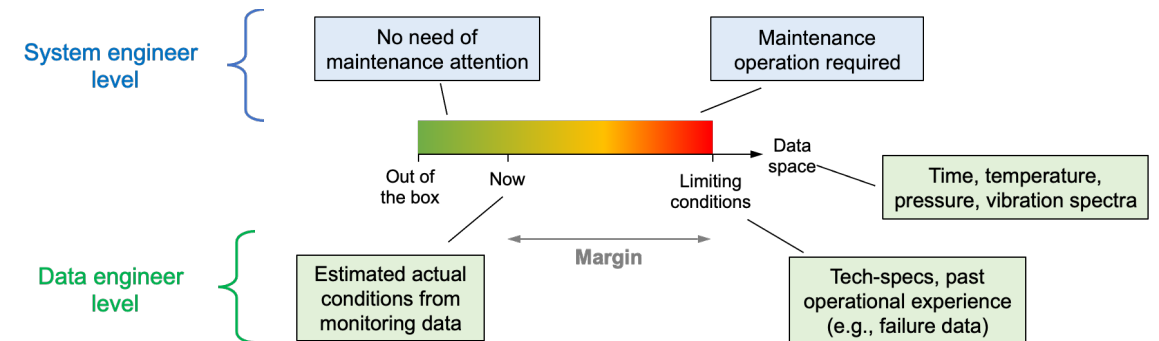 System engineer
level
No need of
maintenance attention
Maintenance
operation required
Data
space
Out of
the box
Now
Limiting
conditions
Time, temperature,
pressure, vibration spectra
Margin
Data engineer
level
Estimated actual
conditions from
monitoring data
Tech-specs, past
operational experience
(e.g., failure data)